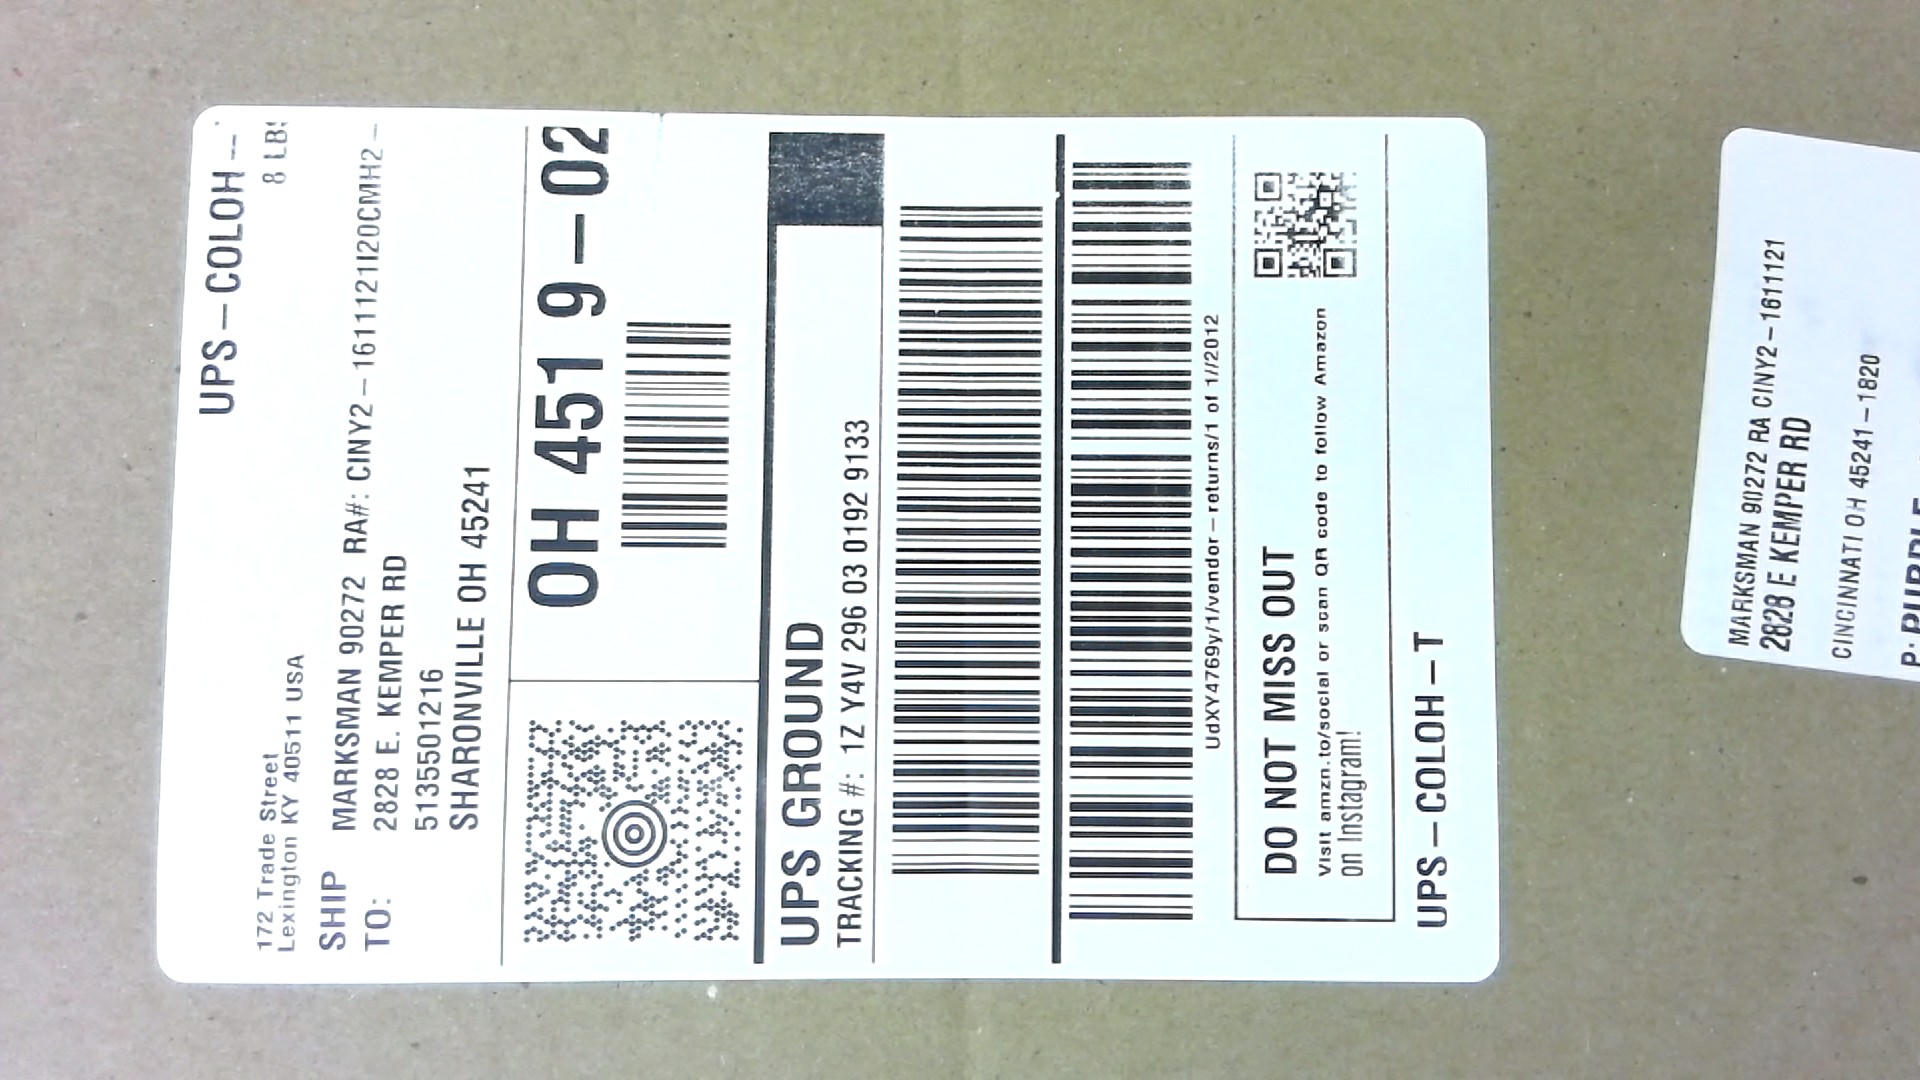 UPS-COLOH-
8 LBS
172 Trade Street
Lexington KY 40511 USA
SHIP
TO:
MARKSMAN 90272 RA#: CINY2-1611121I20CMH2-
2828 E. KEMPER RD
5135501216
SHARONVILLE OH 45241
OH 451 9-02
UPS GROUND
TRACKING #: 1Z Y4V 296 03 0192 9133
UdXY4769y/1/vendor-returns/1 of 1//2012
DO NOT MISS OUT
Visit amzn.to/social or scan QR code to follow Amazon
on Instagram!
UPS-COLOH-T
MARKSMAN 90272 RA CINY2-1611121
2828 E KEMPER RD
CINCINNATI OH 45241-1820
P: PURPLE